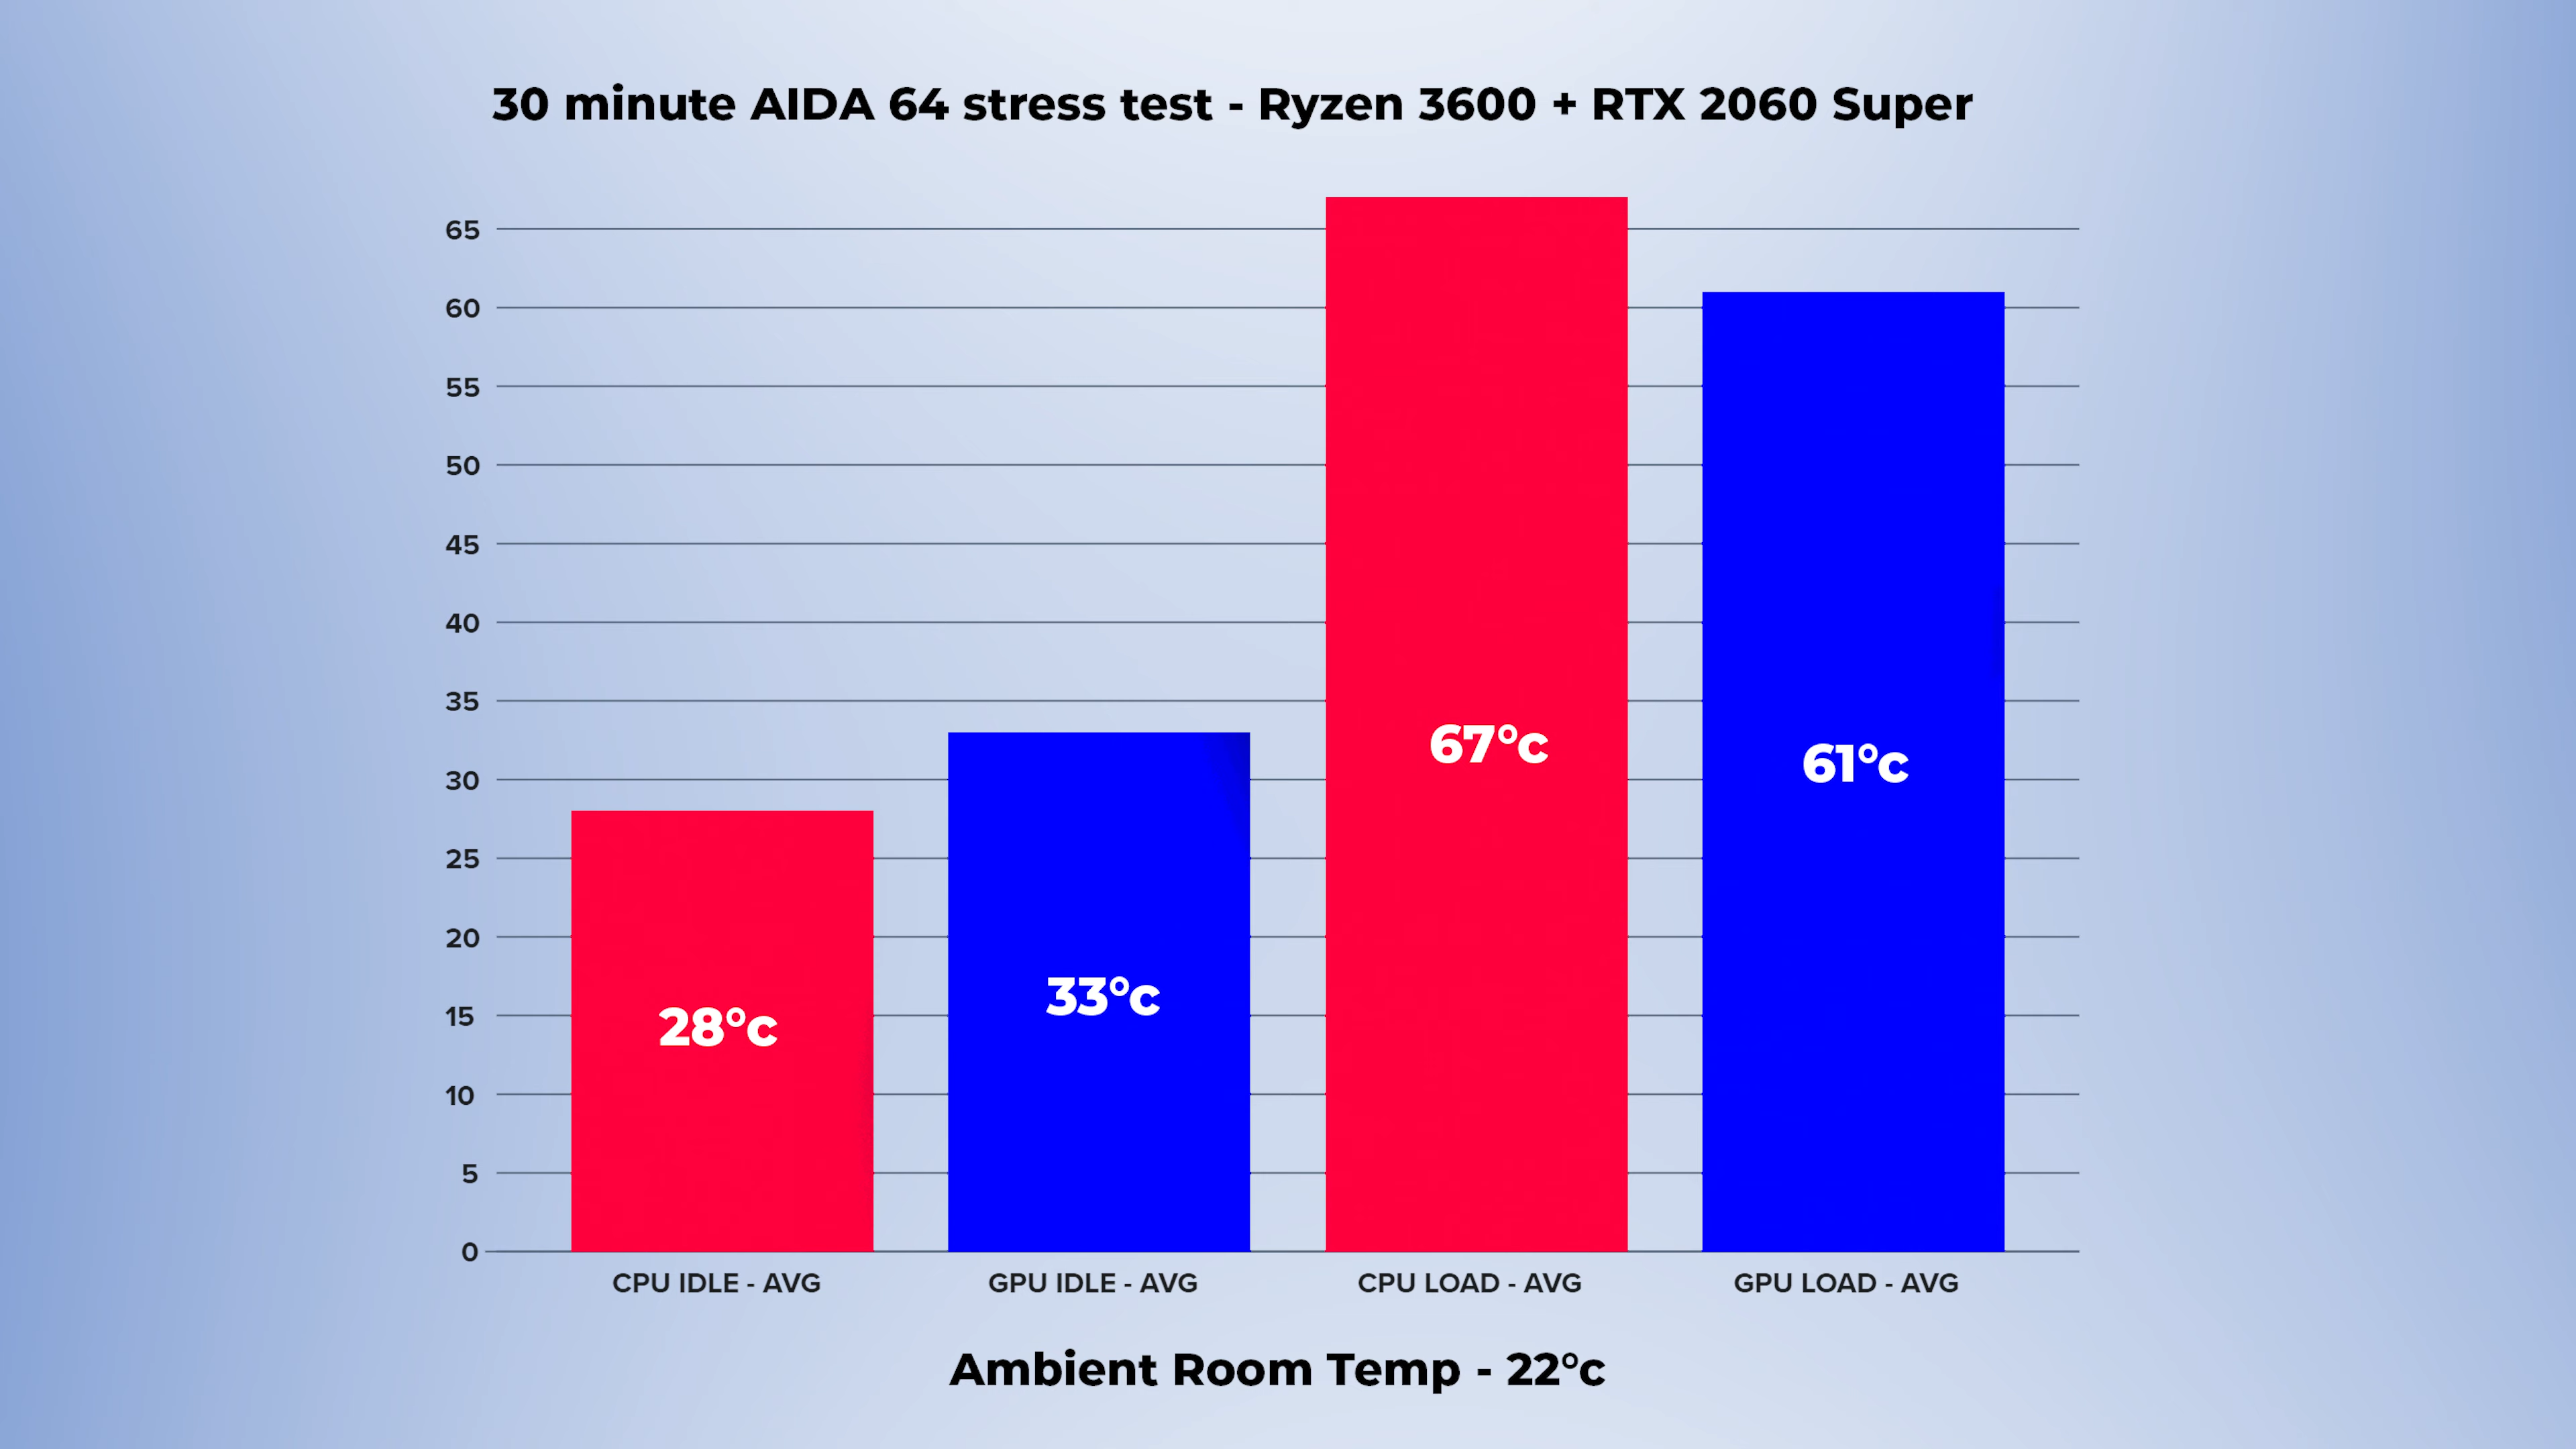 30 minute AIDA 64 stress test - Ryzen 3600 + RTX 2060 Super
65
60
55
50
45
40
35
30
25
20
15
10
5
0
28°c
33°c
67°c
61°c
CPU IDLE - AVG
GPU IDLE - AVG
CPU LOAD - AVG
GPU LOAD - AVG
Ambient Room Temp - 22°c